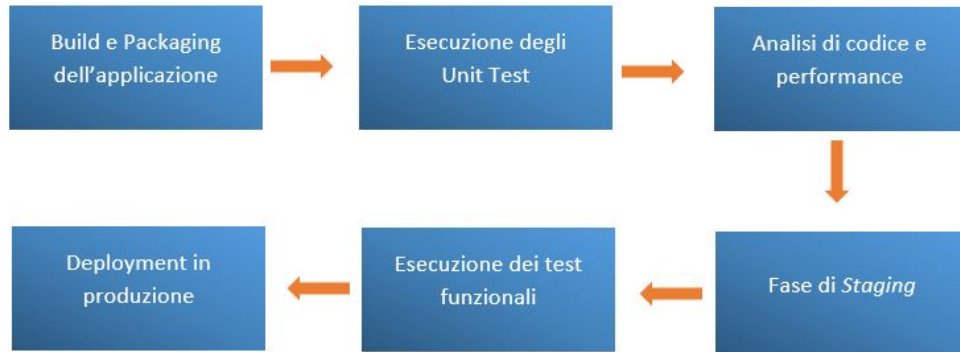 Build e Packaging
dell'applicazione
Esecuzione degli
Unit Test
Analisi di codice e
performance
Fase di Staging
Esecuzione dei test
funzionali
Deployment in
produzione